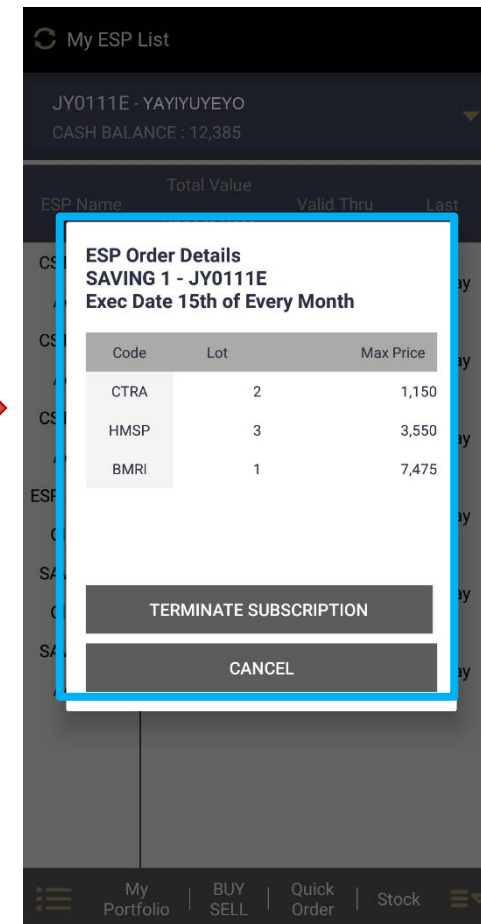 My ESP List
JY0111E - YAYIYUYEYO
CASH BALANCE : 12,385
Total Value
ESP Name Valid Thru Last
ESP Order Details
SAVING 1 - JY0111E
Exec Date 15th of Every Month
Code Lot Max Price
CTRA 2 1,150
HMSP 3 3,550
BMRI 1 7,475
TERMINATE SUBSCRIPTION
CANCEL
My Portfolio | BUY SELL | Quick Order | Stock